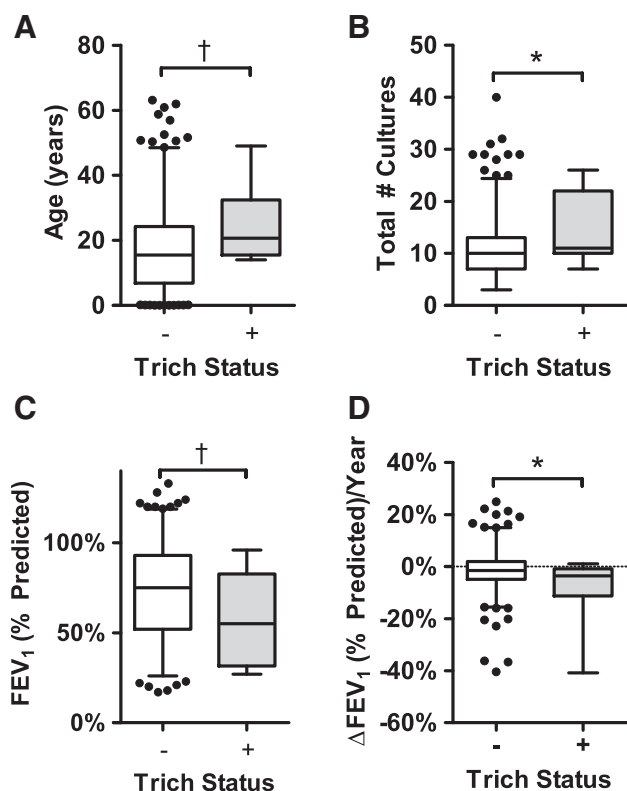 A
B
Age (years)
80
60
40
20
0
†
-
+
Trich Status
Total # Cultures
50
40
30
20
10
0
*
-
+
Trich Status
C
D
FEV₁ (% Predicted)
100%
50%
0%
†
-
+
Trich Status
ΔFEV₁ (% Predicted)/Year
40%
20%
0%
-20%
-40%
-60%
*
-
+
Trich Status